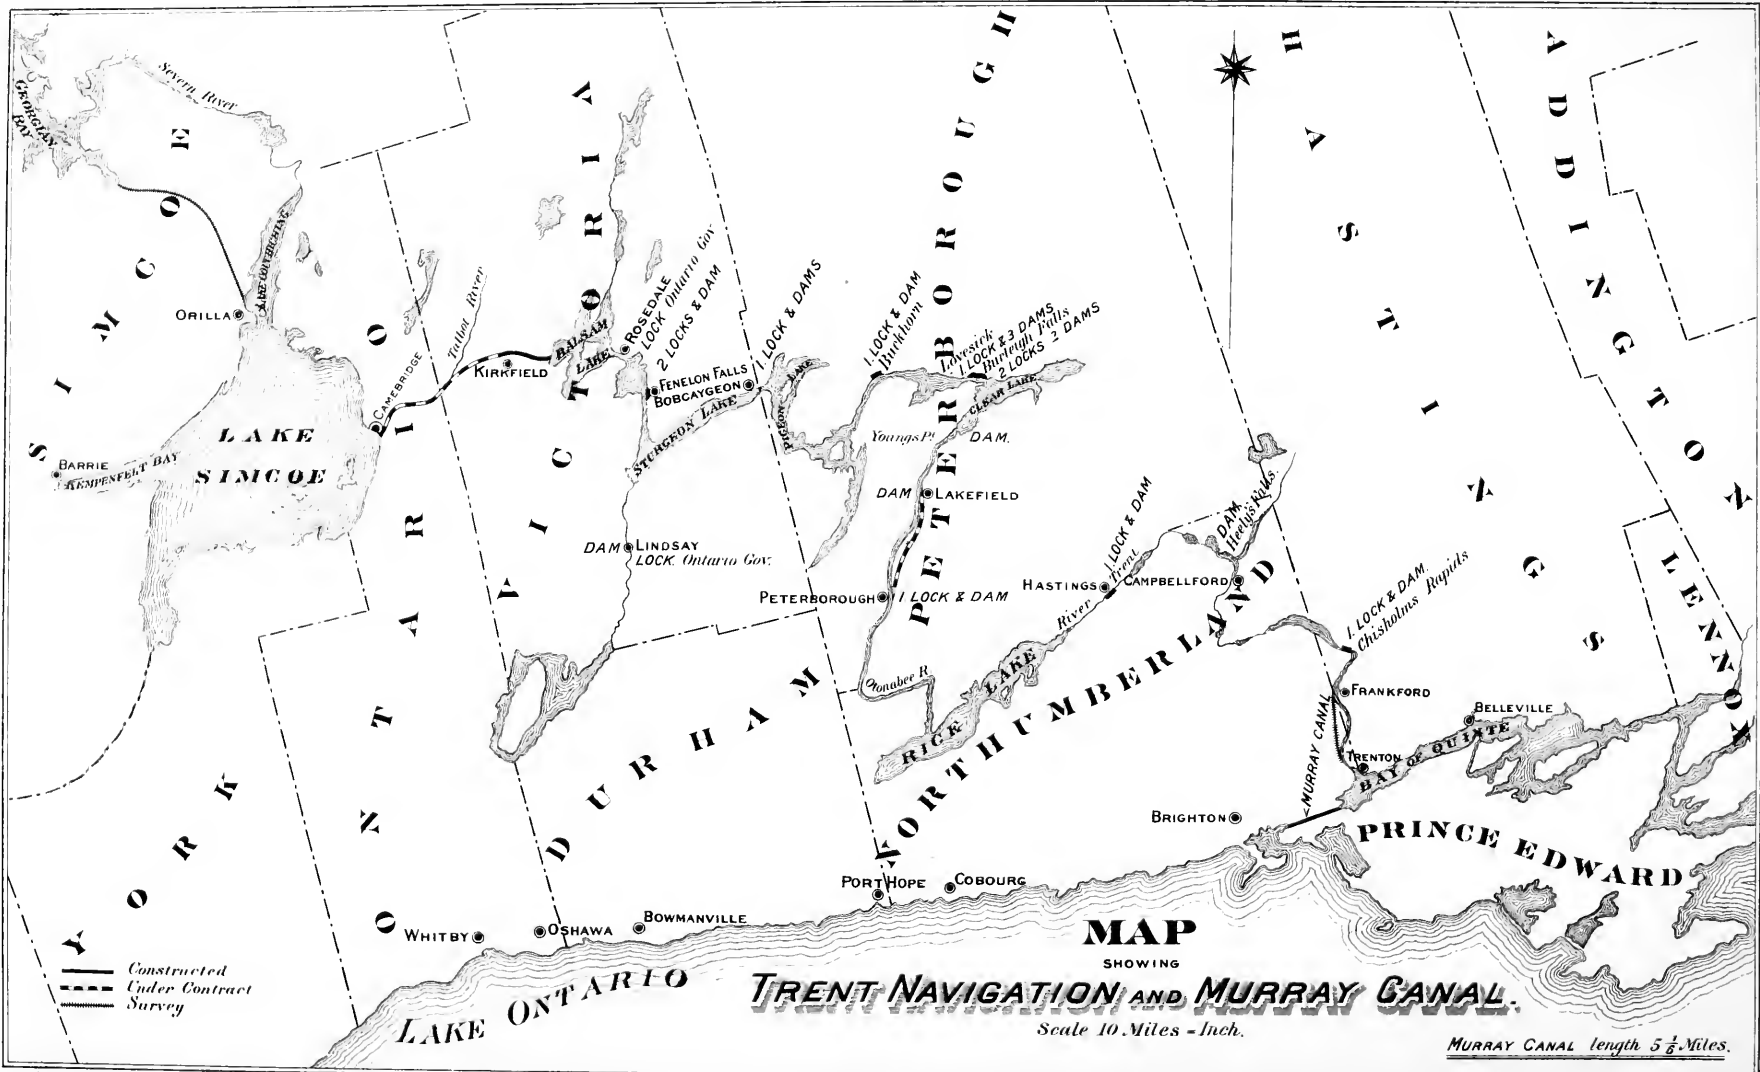 GEORGIAN BAY
Severn River
SIMCOE
LAKE COUCHICHING
ORILLA
BARRIE
KEMPENFELT BAY
LAKE
SIMCOE
CAMEBRIDGE
Talbot River
KIRKFIELD
BALSAM
LAKE
VICTORIA
ONTARIO
YORK
ROSEDALE
LOCK Ontario Gov
2 LOCKS & DAM
FENELON FALLS
BOBCAYGEON
1 LOCK & DAMS
STURGEON LAKE
PIGEON LAKE
DAM
LINDSAY
LOCK. Ontario Gov.
1. LOCK & DAM
Buckhorn
Lovesick
1 LOCK & 3 DAMS
Burleigh Falls
2 LOCKS 2 DAMS
CLEAR LAKE
Youngs Pt.
DAM.
DAM
LAKEFIELD
PETERBOROUGH
PETERBOROUGH
1 LOCK & DAM
Otonabee R.
RICE LAKE
River Trent
HASTINGS
1 LOCK & DAM
CAMPBELLFORD
DAM
Heely's Falls.
HASTINGS
ADDINGTON
LENNOX
1. LOCK & DAM.
Chisholms Rapids
FRANKFORD
BELLEVILLE
TRENTON
BAY OF QUINTE
MURRAY CANAL
BRIGHTON
PRINCE EDWARD
NORTHUMBERLAND
DURHAM
PORT HOPE
COBOURG
BOWMANVILLE
OSHAWA
WHITBY
LAKE ONTARIO
Constructed
Under Contract
Survey
MAP
SHOWING
TRENT NAVIGATION AND MURRAY CANAL.
Scale 10 Miles = Inch.
MURRAY CANAL length 5 1/6 Miles.